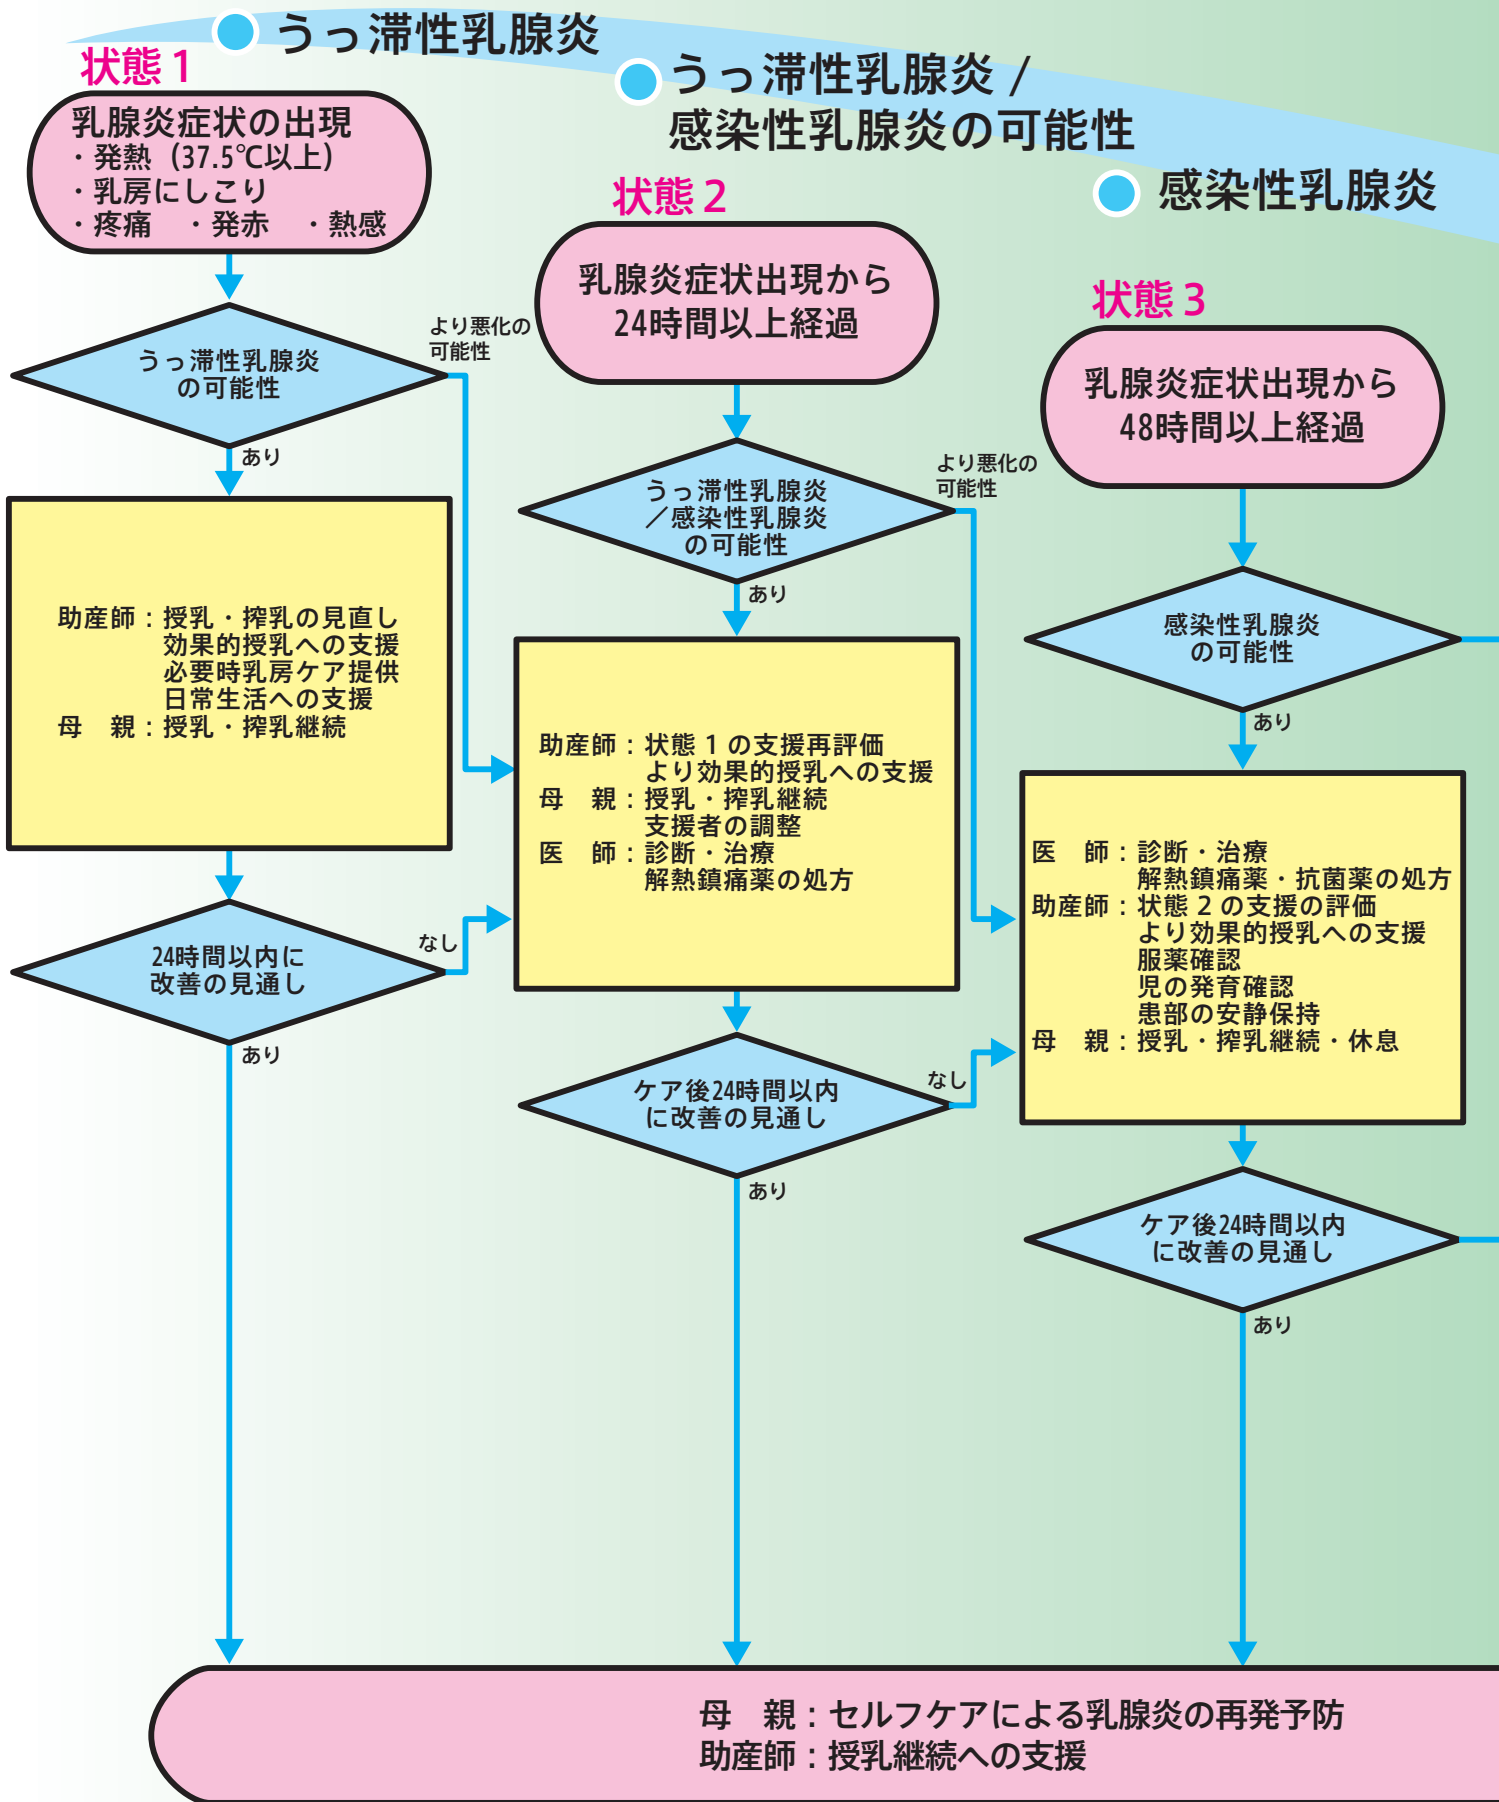 うっ滞性乳腺炎
うっ滞性乳腺炎 /
感染性乳腺炎の可能性
感染性乳腺炎
状態1
乳腺炎症状の出現
・発熱（37.5℃以上）
・乳房にしこり
・疼痛　・発赤　・熱感
うっ滞性乳腺炎
の可能性
より悪化の
可能性
あり
助産師：授乳・搾乳の見直し
効果的授乳への支援
必要時乳房ケア提供
日常生活への支援
母　親：授乳・搾乳継続
24時間以内に
改善の見通し
なし
あり
状態2
乳腺炎症状出現から
24時間以上経過
うっ滞性乳腺炎
／感染性乳腺炎
の可能性
より悪化の
可能性
あり
助産師：状態1の支援再評価
より効果的授乳への支援
母　親：授乳・搾乳継続
支援者の調整
医　師：診断・治療
解熱鎮痛薬の処方
ケア後24時間以内
に改善の見通し
なし
あり
状態3
乳腺炎症状出現から
48時間以上経過
感染性乳腺炎
の可能性
あり
医　師：診断・治療
解熱鎮痛薬・抗菌薬の処方
助産師：状態2の支援の評価
より効果的授乳への支援
服薬確認
児の発育確認
患部の安静保持
母　親：授乳・搾乳継続・休息
ケア後24時間以内
に改善の見通し
あり
母　親：セルフケアによる乳腺炎の再発予防
助産師：授乳継続への支援